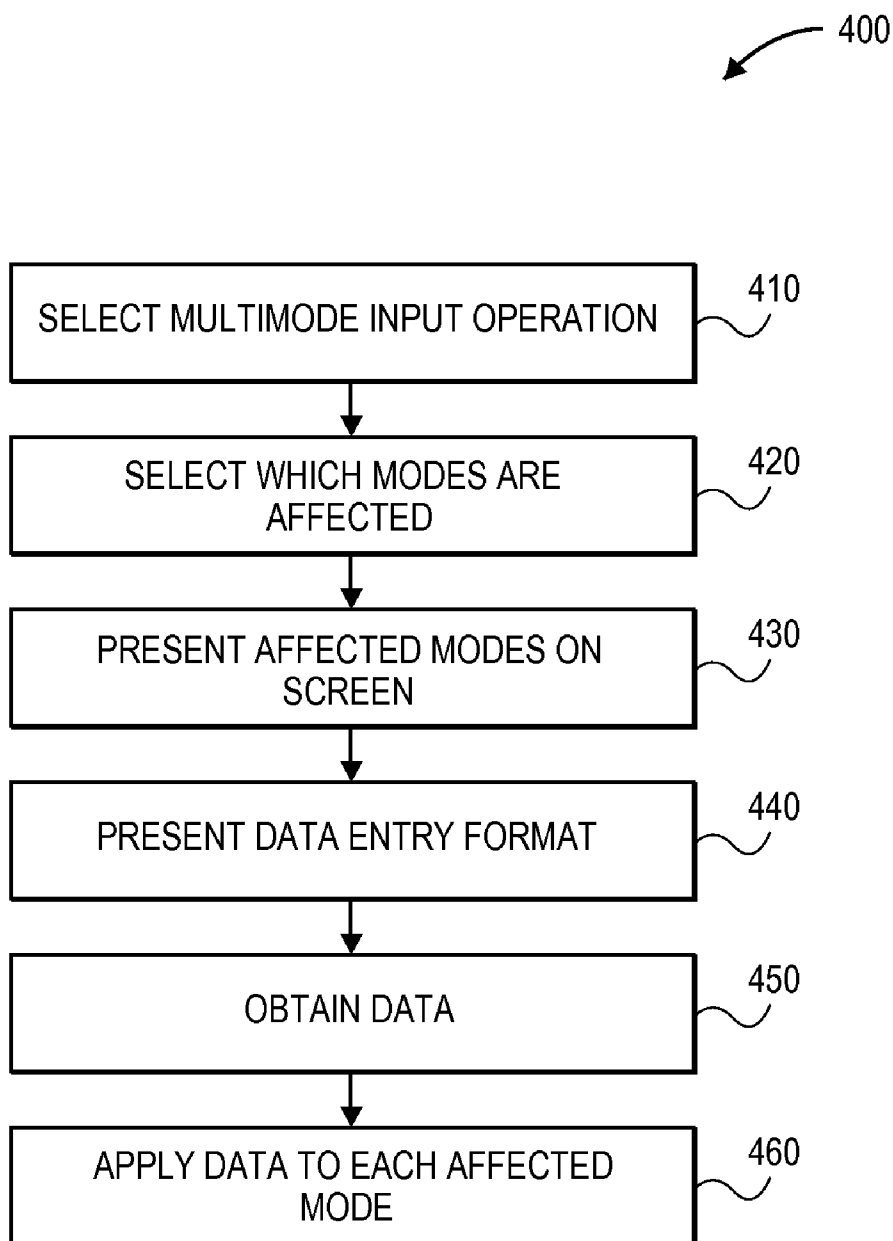 400
SELECT MULTIMODE INPUT OPERATION
410
SELECT WHICH MODES ARE
AFFECTED
420
PRESENT AFFECTED MODES ON
SCREEN
430
PRESENT DATA ENTRY FORMAT
440
OBTAIN DATA
450
APPLY DATA TO EACH AFFECTED
MODE
460